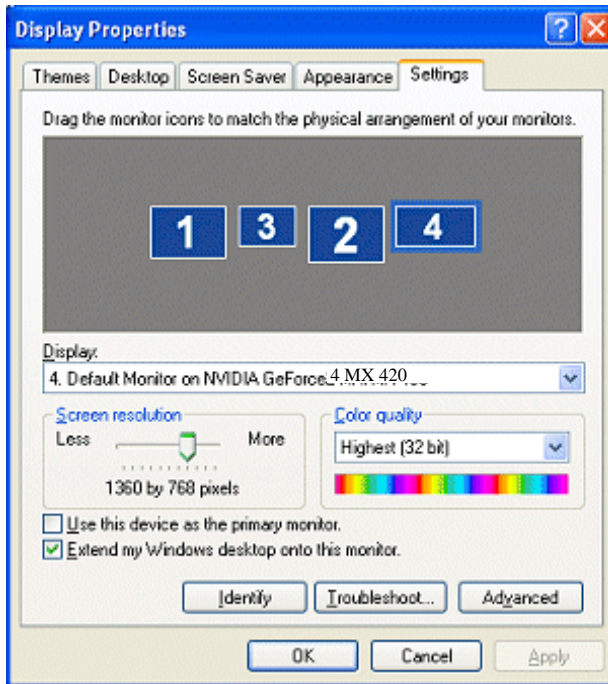 Display Properties
Themes Desktop Screen Saver Appearance Settings
Drag the monitor icons to match the physical arrangement of your monitors.
1 3 2 4
Display:
4. Default Monitor on NVIDIA GeForce 4 MX 420
Screen resolution
Less More
1360 by 768 pixels
Color quality
Highest (32 bit)
Use this device as the primary monitor.
Extend my Windows desktop onto this monitor.
Identify Troubleshoot... Advanced
OK Cancel Apply